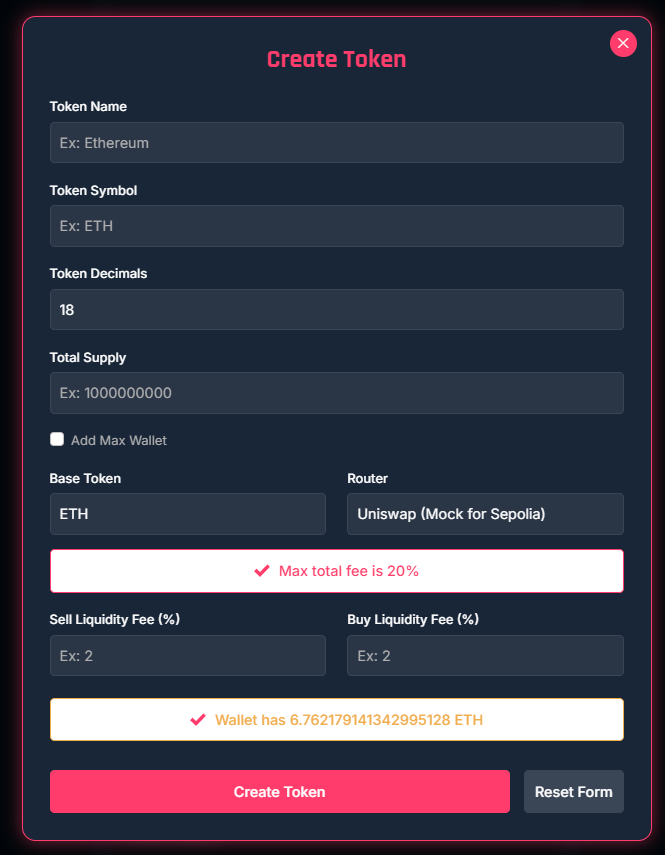 Create Token
Token Name
Ex: Ethereum
Token Symbol
Ex: ETH
Token Decimals
18
Total Supply
Ex: 1000000000
Add Max Wallet
Base Token
Router
ETH
Uniswap (Mock for Sepolia)
Max total fee is 20%
Sell Liquidity Fee (%)
Buy Liquidity Fee (%)
Ex: 2
Ex: 2
Wallet has 6.762179141342995128 ETH
Create Token
Reset Form